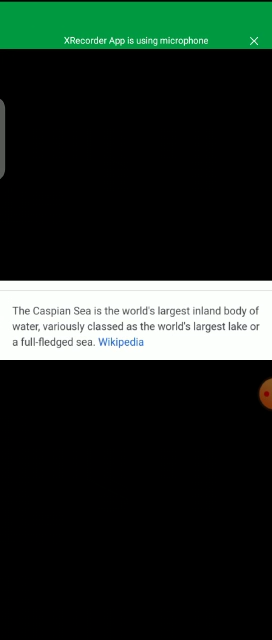 XRecorder App is using microphone
The Caspian Sea is the world's largest inland body of
water, variously classed as the world's largest lake or
a full-fledged sea. Wikipedia